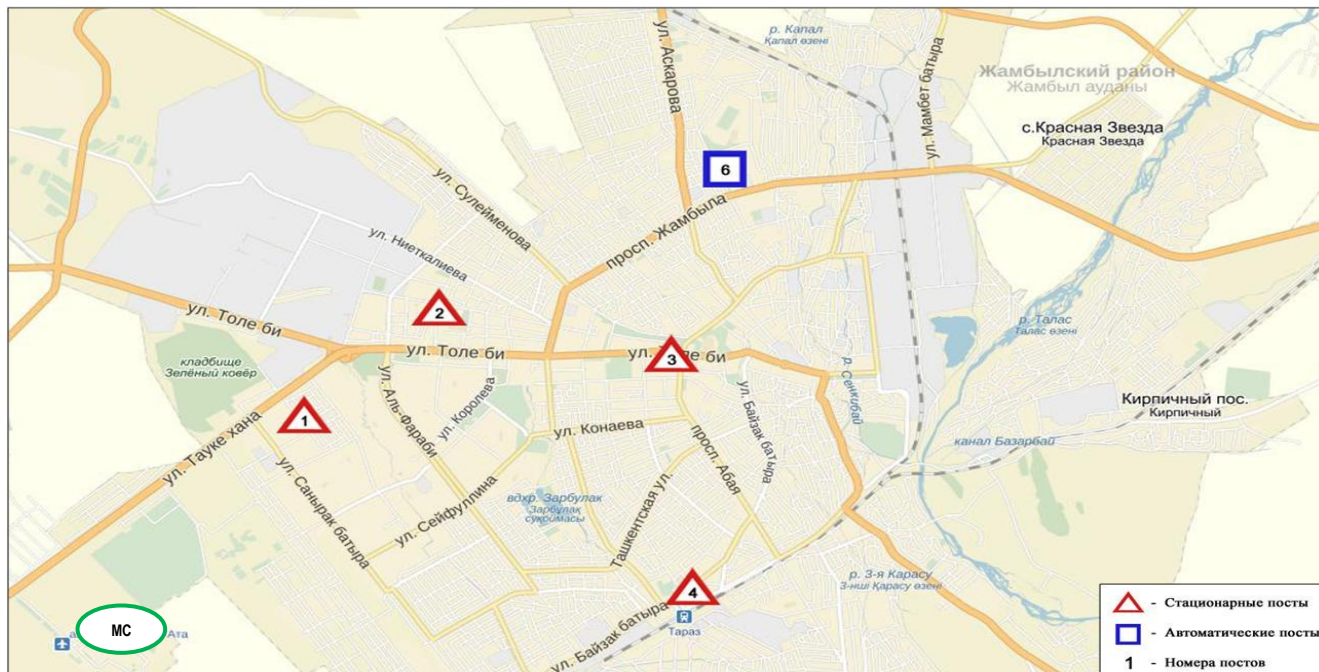 р. Капал
Қапал өзені
ул. Аскарова
ул. Мамбет батыра
Жамбылский район
Жамбыл ауданы
с.Красная Звезда
Красная Звезда
6
ул. Сулейменова
просп. Жамбыла
ул. Ниеткалиева
2
ул. Толе би
ул. Толе би
3
ул. Толе би
р. Талас
Талас өзені
кладбище
Зелёный ковёр
р. Сенкибай
1
ул. Аль-Фараби
ул. Королева
ул. Байзак батыра
Кирпичный пос.
Кирпичный
ул. Конаева
просп. Абая
канал Базарбай
ул. Тауке хана
ул. Санырак батыра
ул. Сейфуллина
вдхр. Зарбулак
Зарбулақ
суқоймасы
Ташкентская ул.
р. 3-я Карасу
3-нші Қарасу өзені
4
Тараз
ул. Байзак батыра
МС
Ата
- Стационарные посты
- Автоматические посты
1 - Номера постов